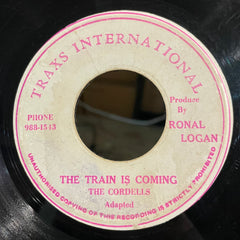 TRAXS INTERNATIONAL
PHONE
988-1513
Produce
By
RONAL
LOGAN
THE TRAIN IS COMING
THE CORDELLS
Adapted
UNAUTHORIZED COPYING OF THIS RECORDING IS STRICTLY PROHIBITED